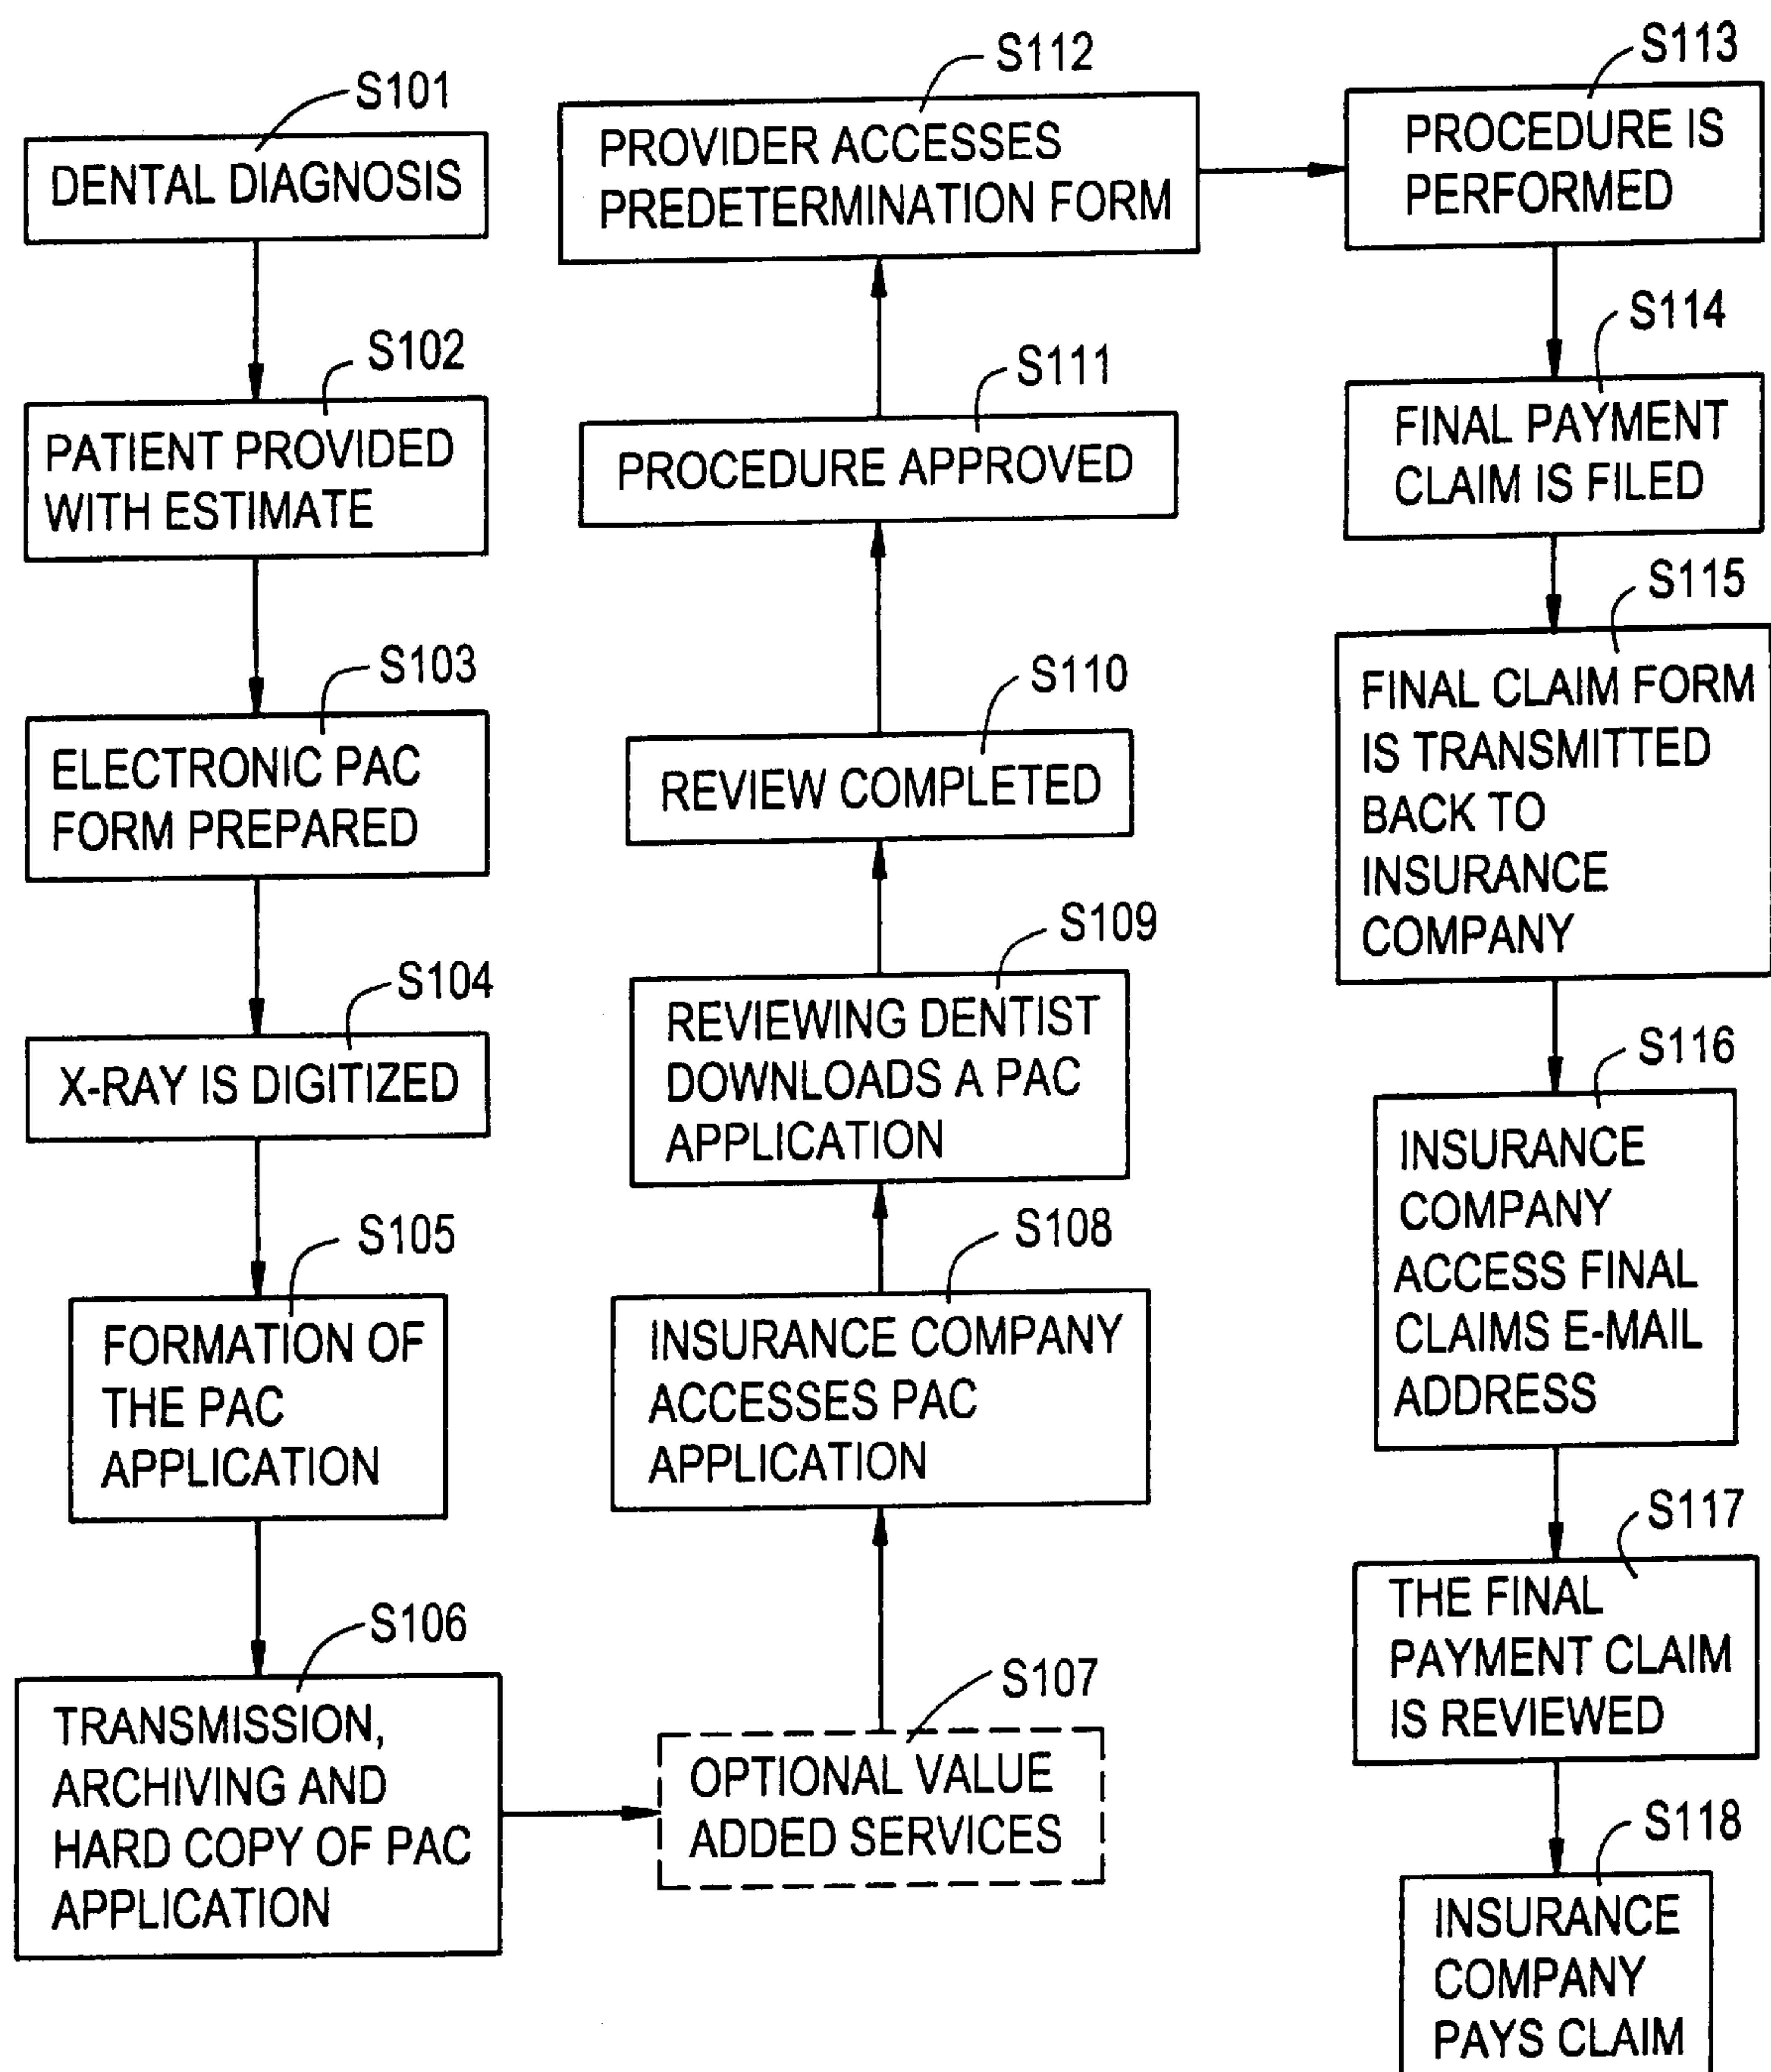 S101
DENTAL DIAGNOSIS
S102
PATIENT PROVIDED
WITH ESTIMATE
S103
ELECTRONIC PAC
FORM PREPARED
S104
X-RAY IS DIGITIZED
S105
FORMATION OF
THE PAC
APPLICATION
S106
TRANSMISSION,
ARCHIVING AND
HARD COPY OF PAC
APPLICATION
S107
OPTIONAL VALUE
ADDED SERVICES
S108
INSURANCE COMPANY
ACCESSES PAC
APPLICATION
S109
REVIEWING DENTIST
DOWNLOADS A PAC
APPLICATION
S110
REVIEW COMPLETED
S111
PROCEDURE APPROVED
S112
PROVIDER ACCESSES
PREDETERMINATION FORM
S113
PROCEDURE IS
PERFORMED
S114
FINAL PAYMENT
CLAIM IS FILED
S115
FINAL CLAIM FORM
IS TRANSMITTED
BACK TO
INSURANCE
COMPANY
S116
INSURANCE
COMPANY
ACCESS FINAL
CLAIMS E-MAIL
ADDRESS
S117
THE FINAL
PAYMENT CLAIM
IS REVIEWED
S118
INSURANCE
COMPANY
PAYS CLAIM